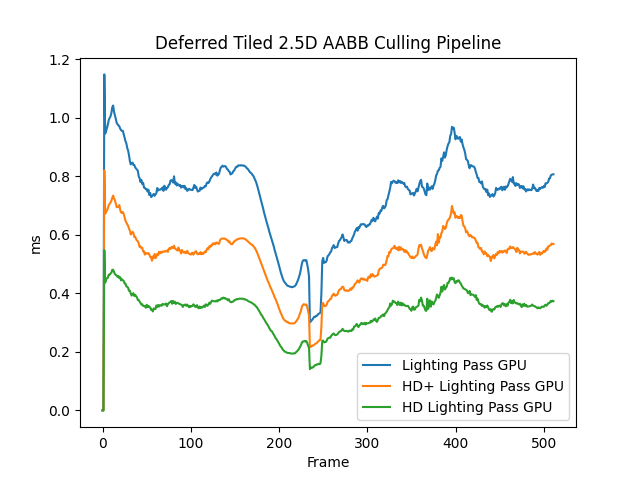 Deferred Tiled 2.5D AABB Culling Pipeline
1.2
1.0
0.8
0.6
0.4
0.2
0.0
ms
Lighting Pass GPU
HD+ Lighting Pass GPU
HD Lighting Pass GPU
0 100 200 300 400 500
Frame